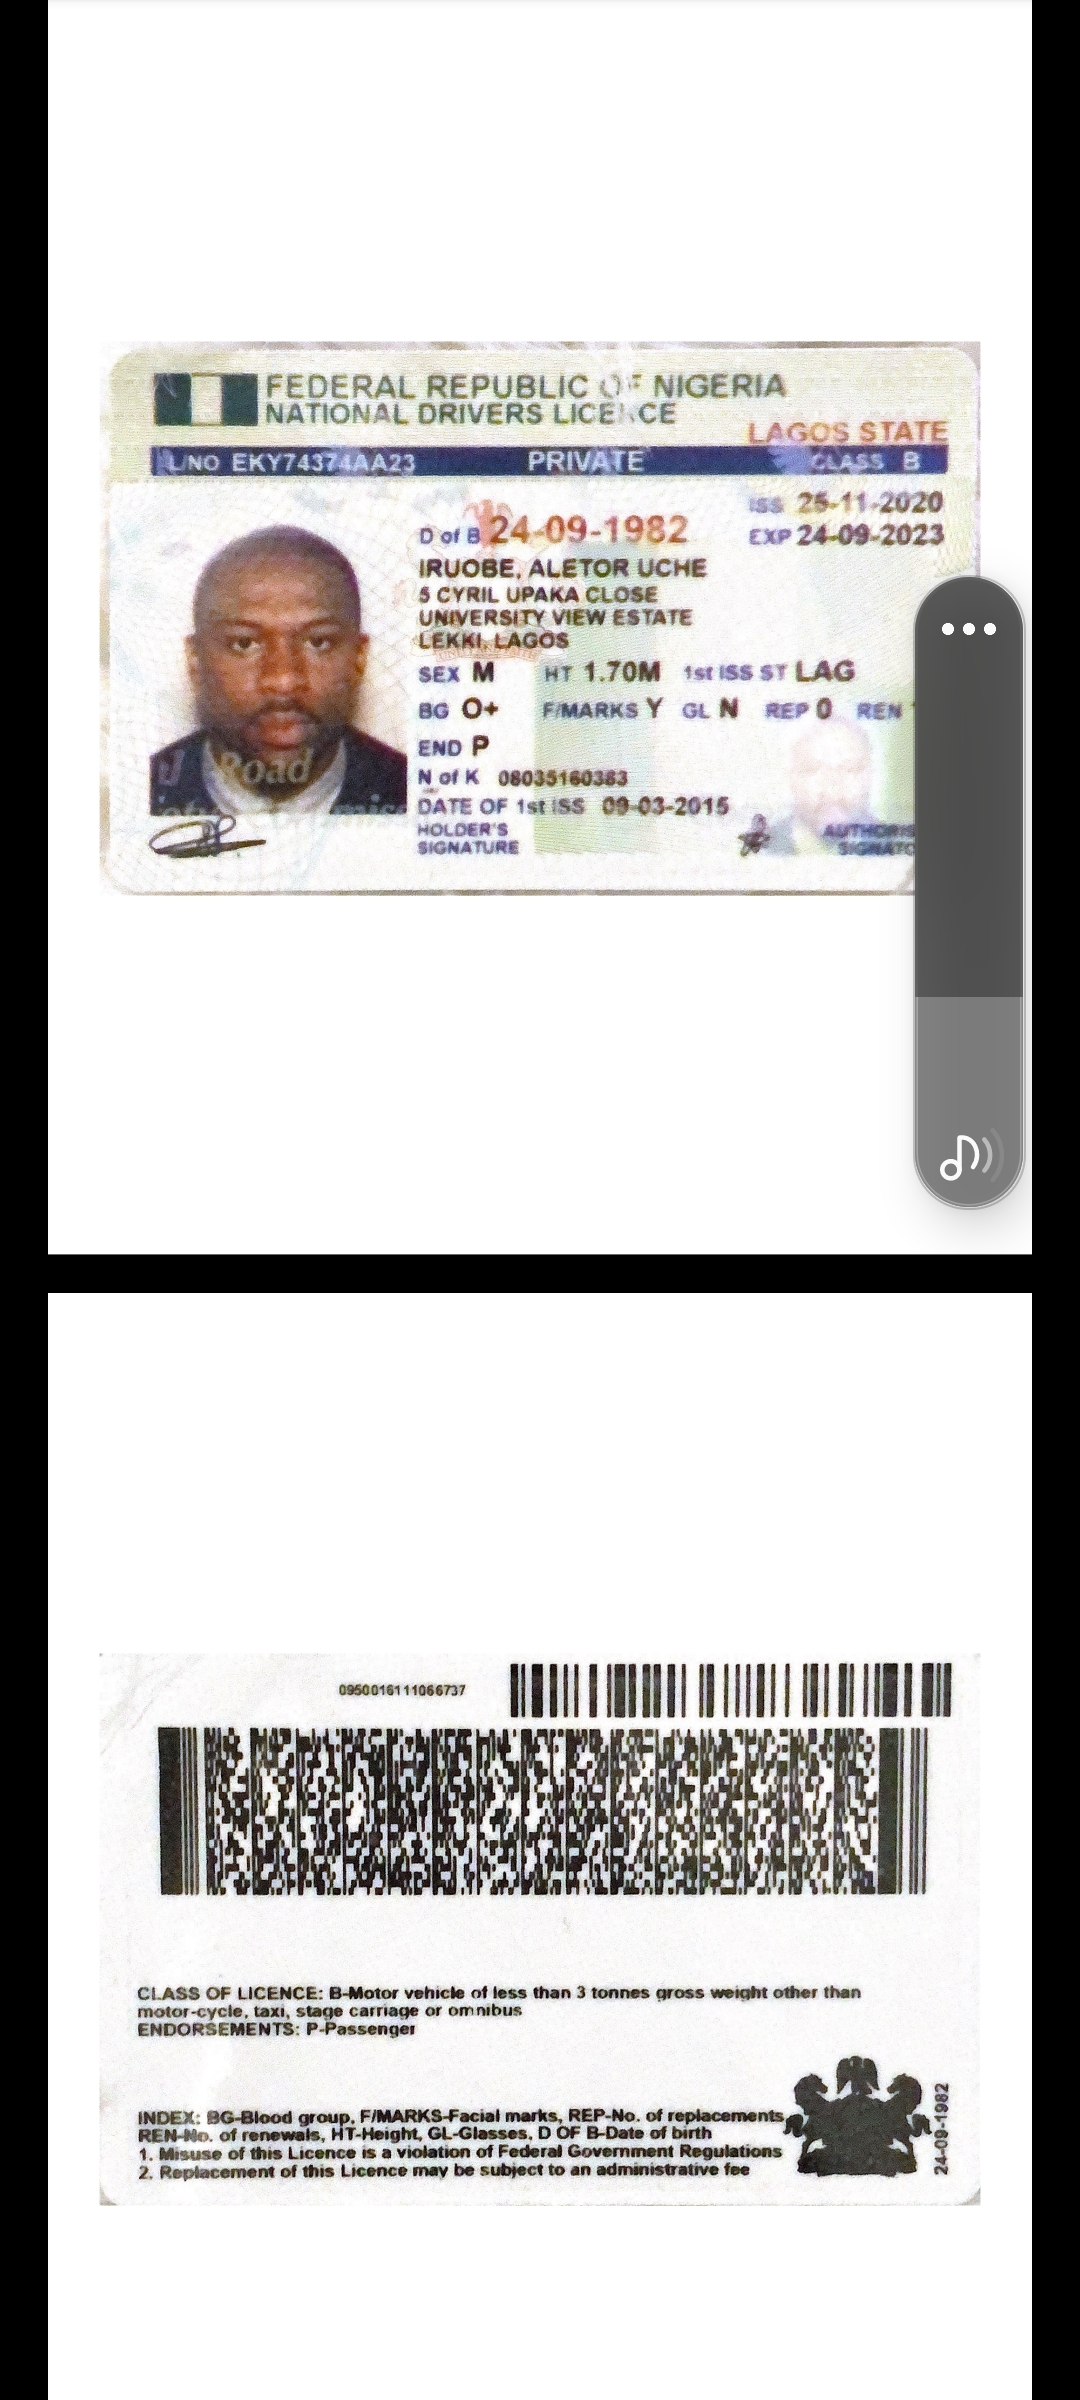 FEDERAL REPUBLIC OF NIGERIA
NATIONAL DRIVERS LICENCE
LAGOS STATE
L/NO EKY74374AA23 PRIVATE CLASS B
ISS 25-11-2020
D of B 24-09-1982 EXP 24-09-2023
IRUOBE, ALETOR UCHE
5 CYRIL UPAKA CLOSE
UNIVERSITY VIEW ESTATE
LEKKI, LAGOS
SEX M HT 1.70M 1st ISS ST LAG
BG O+ F/MARKS Y GL N REP 0 REN
END P
Road
N of K 08035160383
DATE OF 1st ISS 09-03-2015
HOLDER'S
SIGNATURE
0950016111066737
CLASS OF LICENCE: B-Motor vehicle of less than 3 tonnes gross weight other than
motor-cycle, taxi, stage carriage or omnibus
ENDORSEMENTS: P-Passenger
INDEX: BG-Blood group, F/MARKS-Facial marks, REP-No. of replacements,
REN-No. of renewals, HT-Height, GL-Glasses, D OF B-Date of birth
1. Misuse of this Licence is a violation of Federal Government Regulations
2. Replacement of this Licence may be subject to an administrative fee
24-09-1982